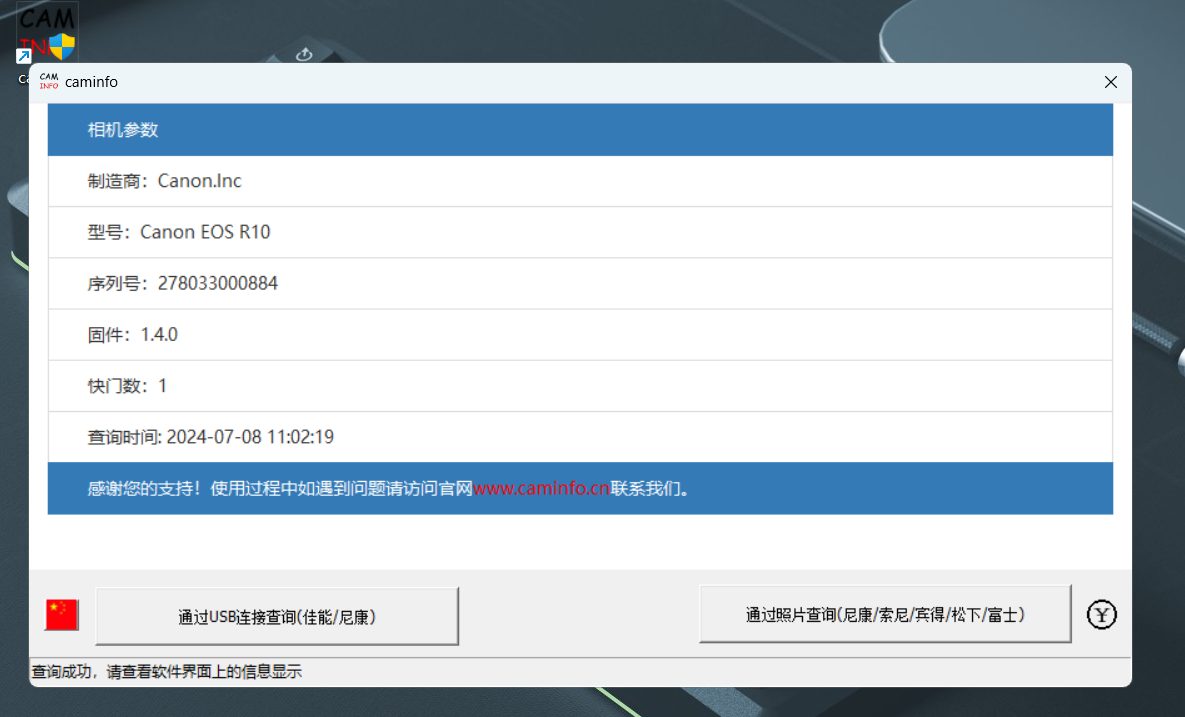 CAM
INFO
caminfo
相机参数
制造商：Canon.Inc
型号：Canon EOS R10
序列号：278033000884
固件：1.4.0
快门数：1
查询时间: 2024-07-08 11:02:19
感谢您的支持！使用过程中如遇到问题请访问官网www.caminfo.cn联系我们。
通过USB连接查询(佳能/尼康)
通过照片查询(尼康/索尼/宾得/松下/富士)
查询成功，请查看软件界面上的信息显示